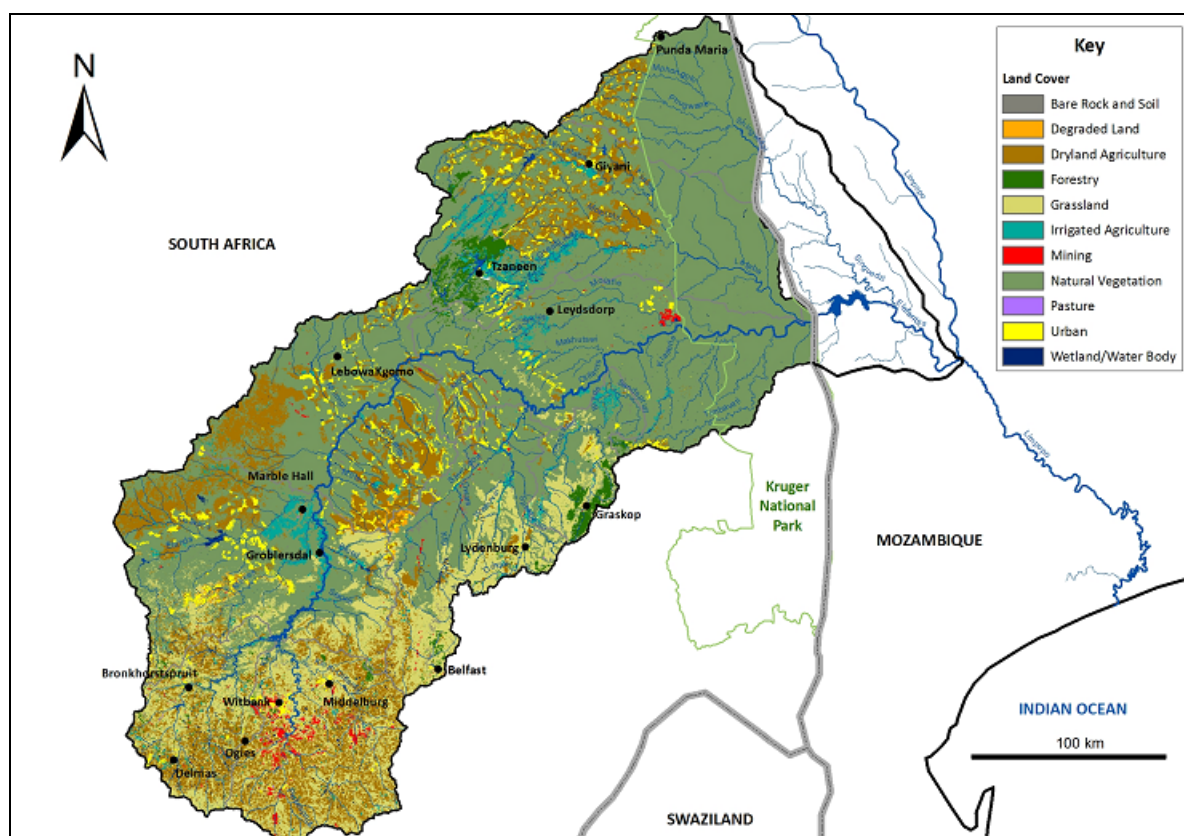 N
SOUTH AFRICA
Punda Maria
Giyani
Tzaneen
Leydsdorp
LebowaKgomo
Marble Hall
Groblersdal
Graskop
Lydenburg
Bronkhorstspruit
Belfast
Witbank
Middelburg
Ogies
Delmas
Kruger
National
Park
MOZAMBIQUE
SWAZILAND
INDIAN OCEAN
100 km
Limpopo
Limpopo
Key
Land Cover
Bare Rock and Soil
Degraded Land
Dryland Agriculture
Forestry
Grassland
Irrigated Agriculture
Mining
Natural Vegetation
Pasture
Urban
Wetland/Water Body